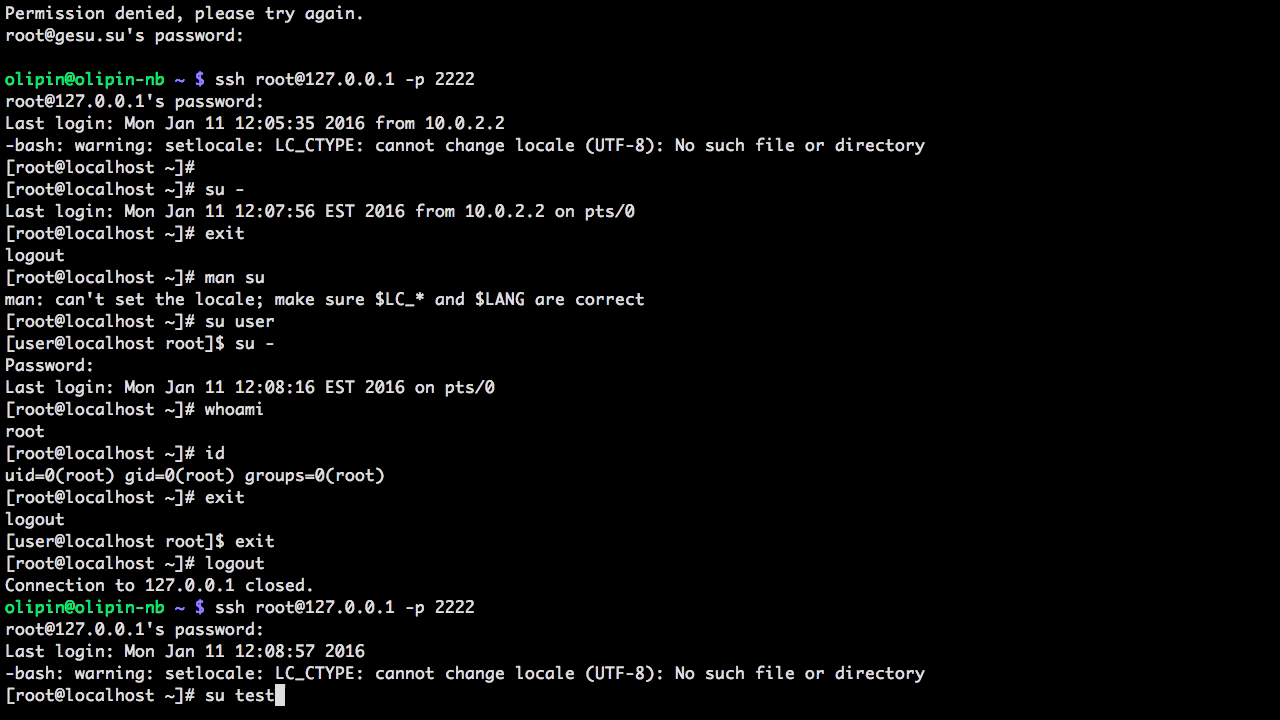 Permission denied, please try again.
root@gesu.su's password:
olipin@olipin-nb ~ $ ssh root@127.0.0.1 -p 2222
root@127.0.0.1's password:
Last login: Mon Jan 11 12:05:35 2016 from 10.0.2.2
-bash: warning: setlocale: LC_CTYPE: cannot change locale (UTF-8): No such file or directory
[root@localhost ~]#
[root@localhost ~]# su -
Last login: Mon Jan 11 12:07:56 EST 2016 from 10.0.2.2 on pts/0
[root@localhost ~]# exit
logout
[root@localhost ~]# man su
man: can't set the locale; make sure $LC_* and $LANG are correct
[root@localhost ~]# su user
[user@localhost root]$ su -
Password:
Last login: Mon Jan 11 12:08:16 EST 2016 on pts/0
[root@localhost ~]# whoami
root
[root@localhost ~]# id
uid=0(root) gid=0(root) groups=0(root)
[root@localhost ~]# exit
logout
[user@localhost root]$ exit
[root@localhost ~]# logout
Connection to 127.0.0.1 closed.
olipin@olipin-nb ~ $ ssh root@127.0.0.1 -p 2222
root@127.0.0.1's password:
Last login: Mon Jan 11 12:08:57 2016
-bash: warning: setlocale: LC_CTYPE: cannot change locale (UTF-8): No such file or directory
[root@localhost ~]# su test